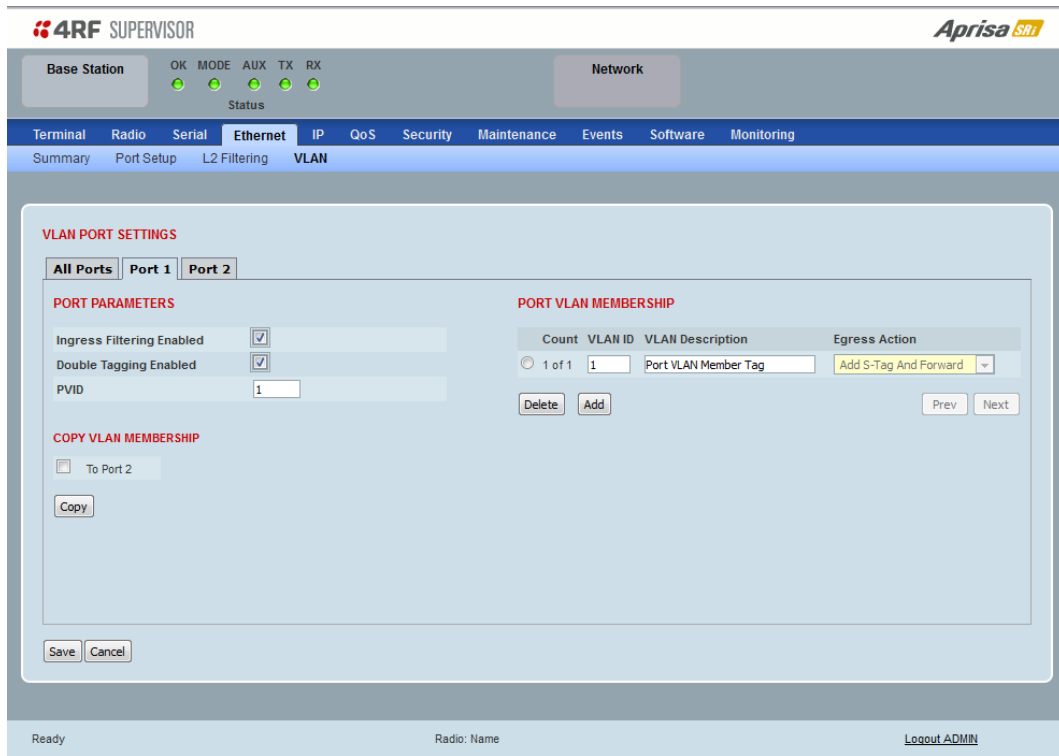 4RF SUPERVISOR
Aprisa SRi
Base Station
OK MODE AUX TX RX
Status
Network
Terminal Radio Serial Ethernet IP QoS Security Maintenance Events Software Monitoring
Summary Port Setup L2 Filtering VLAN
VLAN PORT SETTINGS
All Ports Port 1 Port 2
PORT PARAMETERS
Ingress Filtering Enabled
Double Tagging Enabled
PVID 1
COPY VLAN MEMBERSHIP
To Port 2
Copy
PORT VLAN MEMBERSHIP
Count VLAN ID VLAN Description Egress Action
1 of 1 1 Port VLAN Member Tag Add S-Tag And Forward
Delete Add Prev Next
Save Cancel
Ready Radio: Name Logout ADMIN